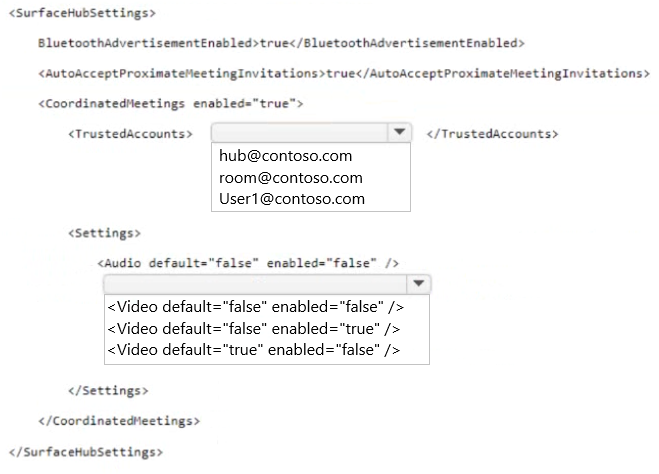 <SurfaceHubSettings>
BluetoothAdvertisementEnabled>true</BluetoothAdvertisementEnabled>
<AutoAcceptProximateMeetingInvitations>true</AutoAcceptProximateMeetingInvitations>
<CoordinatedMeetings enabled="true">
<TrustedAccounts> </TrustedAccounts>
hub@contoso.com
room@contoso.com
User1@contoso.com
<Settings>
<Audio default="false" enabled="false" />
<Video default="false" enabled="false" />
<Video default="false" enabled="true" />
<Video default="true" enabled="false" />
</Settings>
</CoordinatedMeetings>
</SurfaceHubSettings>